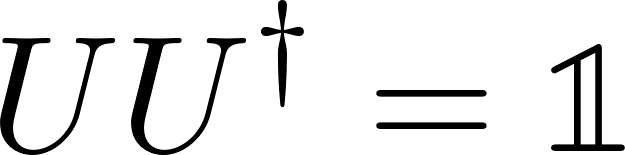 UU† = 𝟙